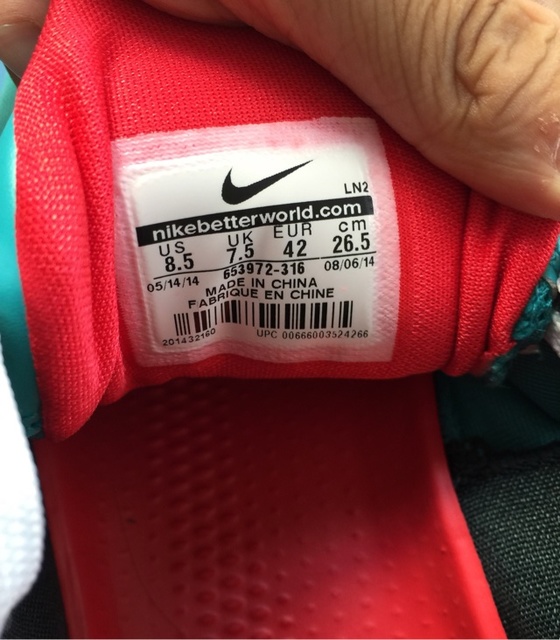 LN2
nikebetterworld.com
US UK EUR cm
8.5 7.5 42 26.5
653972-316
05/14/14 08/06/14
MADE IN CHINA
FABRIQUE EN CHINE
201432160 UPC 00666003524266